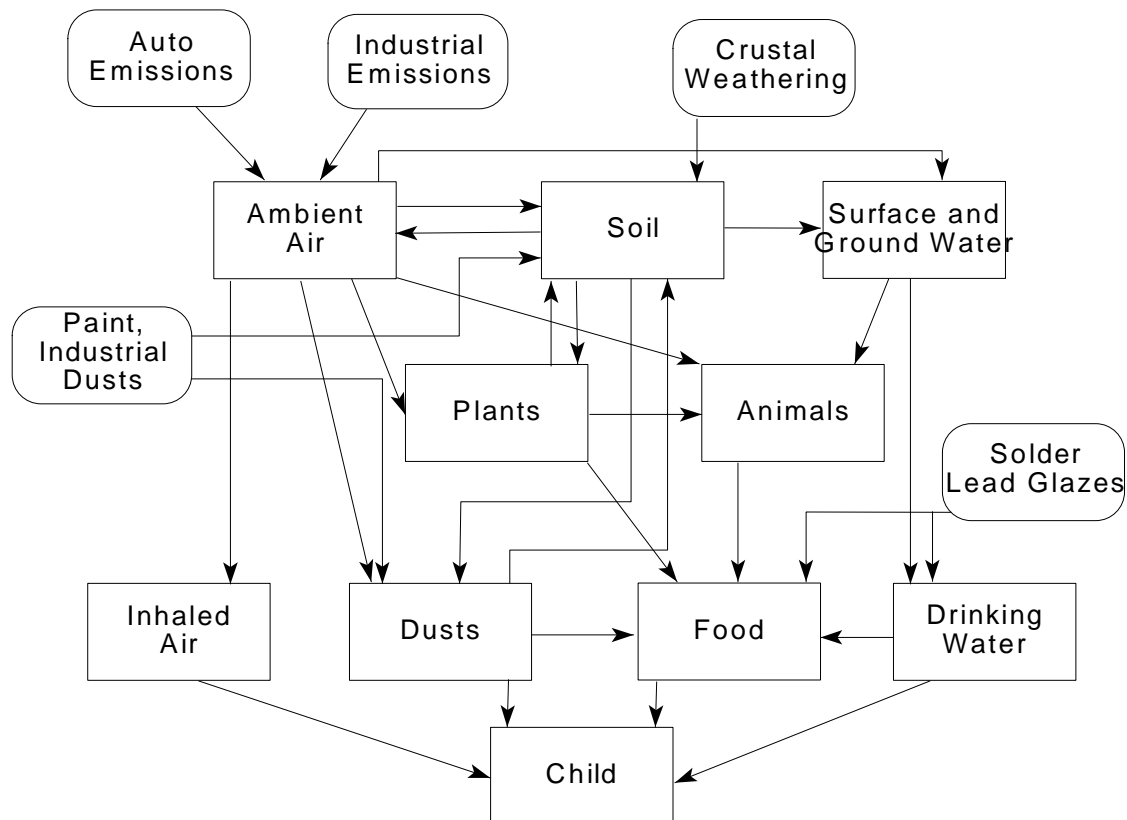 Auto
Emissions
Industrial
Emissions
Crustal
Weathering
Ambient
Air
Soil
Surface and
Ground Water
Paint,
Industrial
Dusts
Plants
Animals
Solder
Lead Glazes
Inhaled
Air
Dusts
Food
Drinking
Water
Child